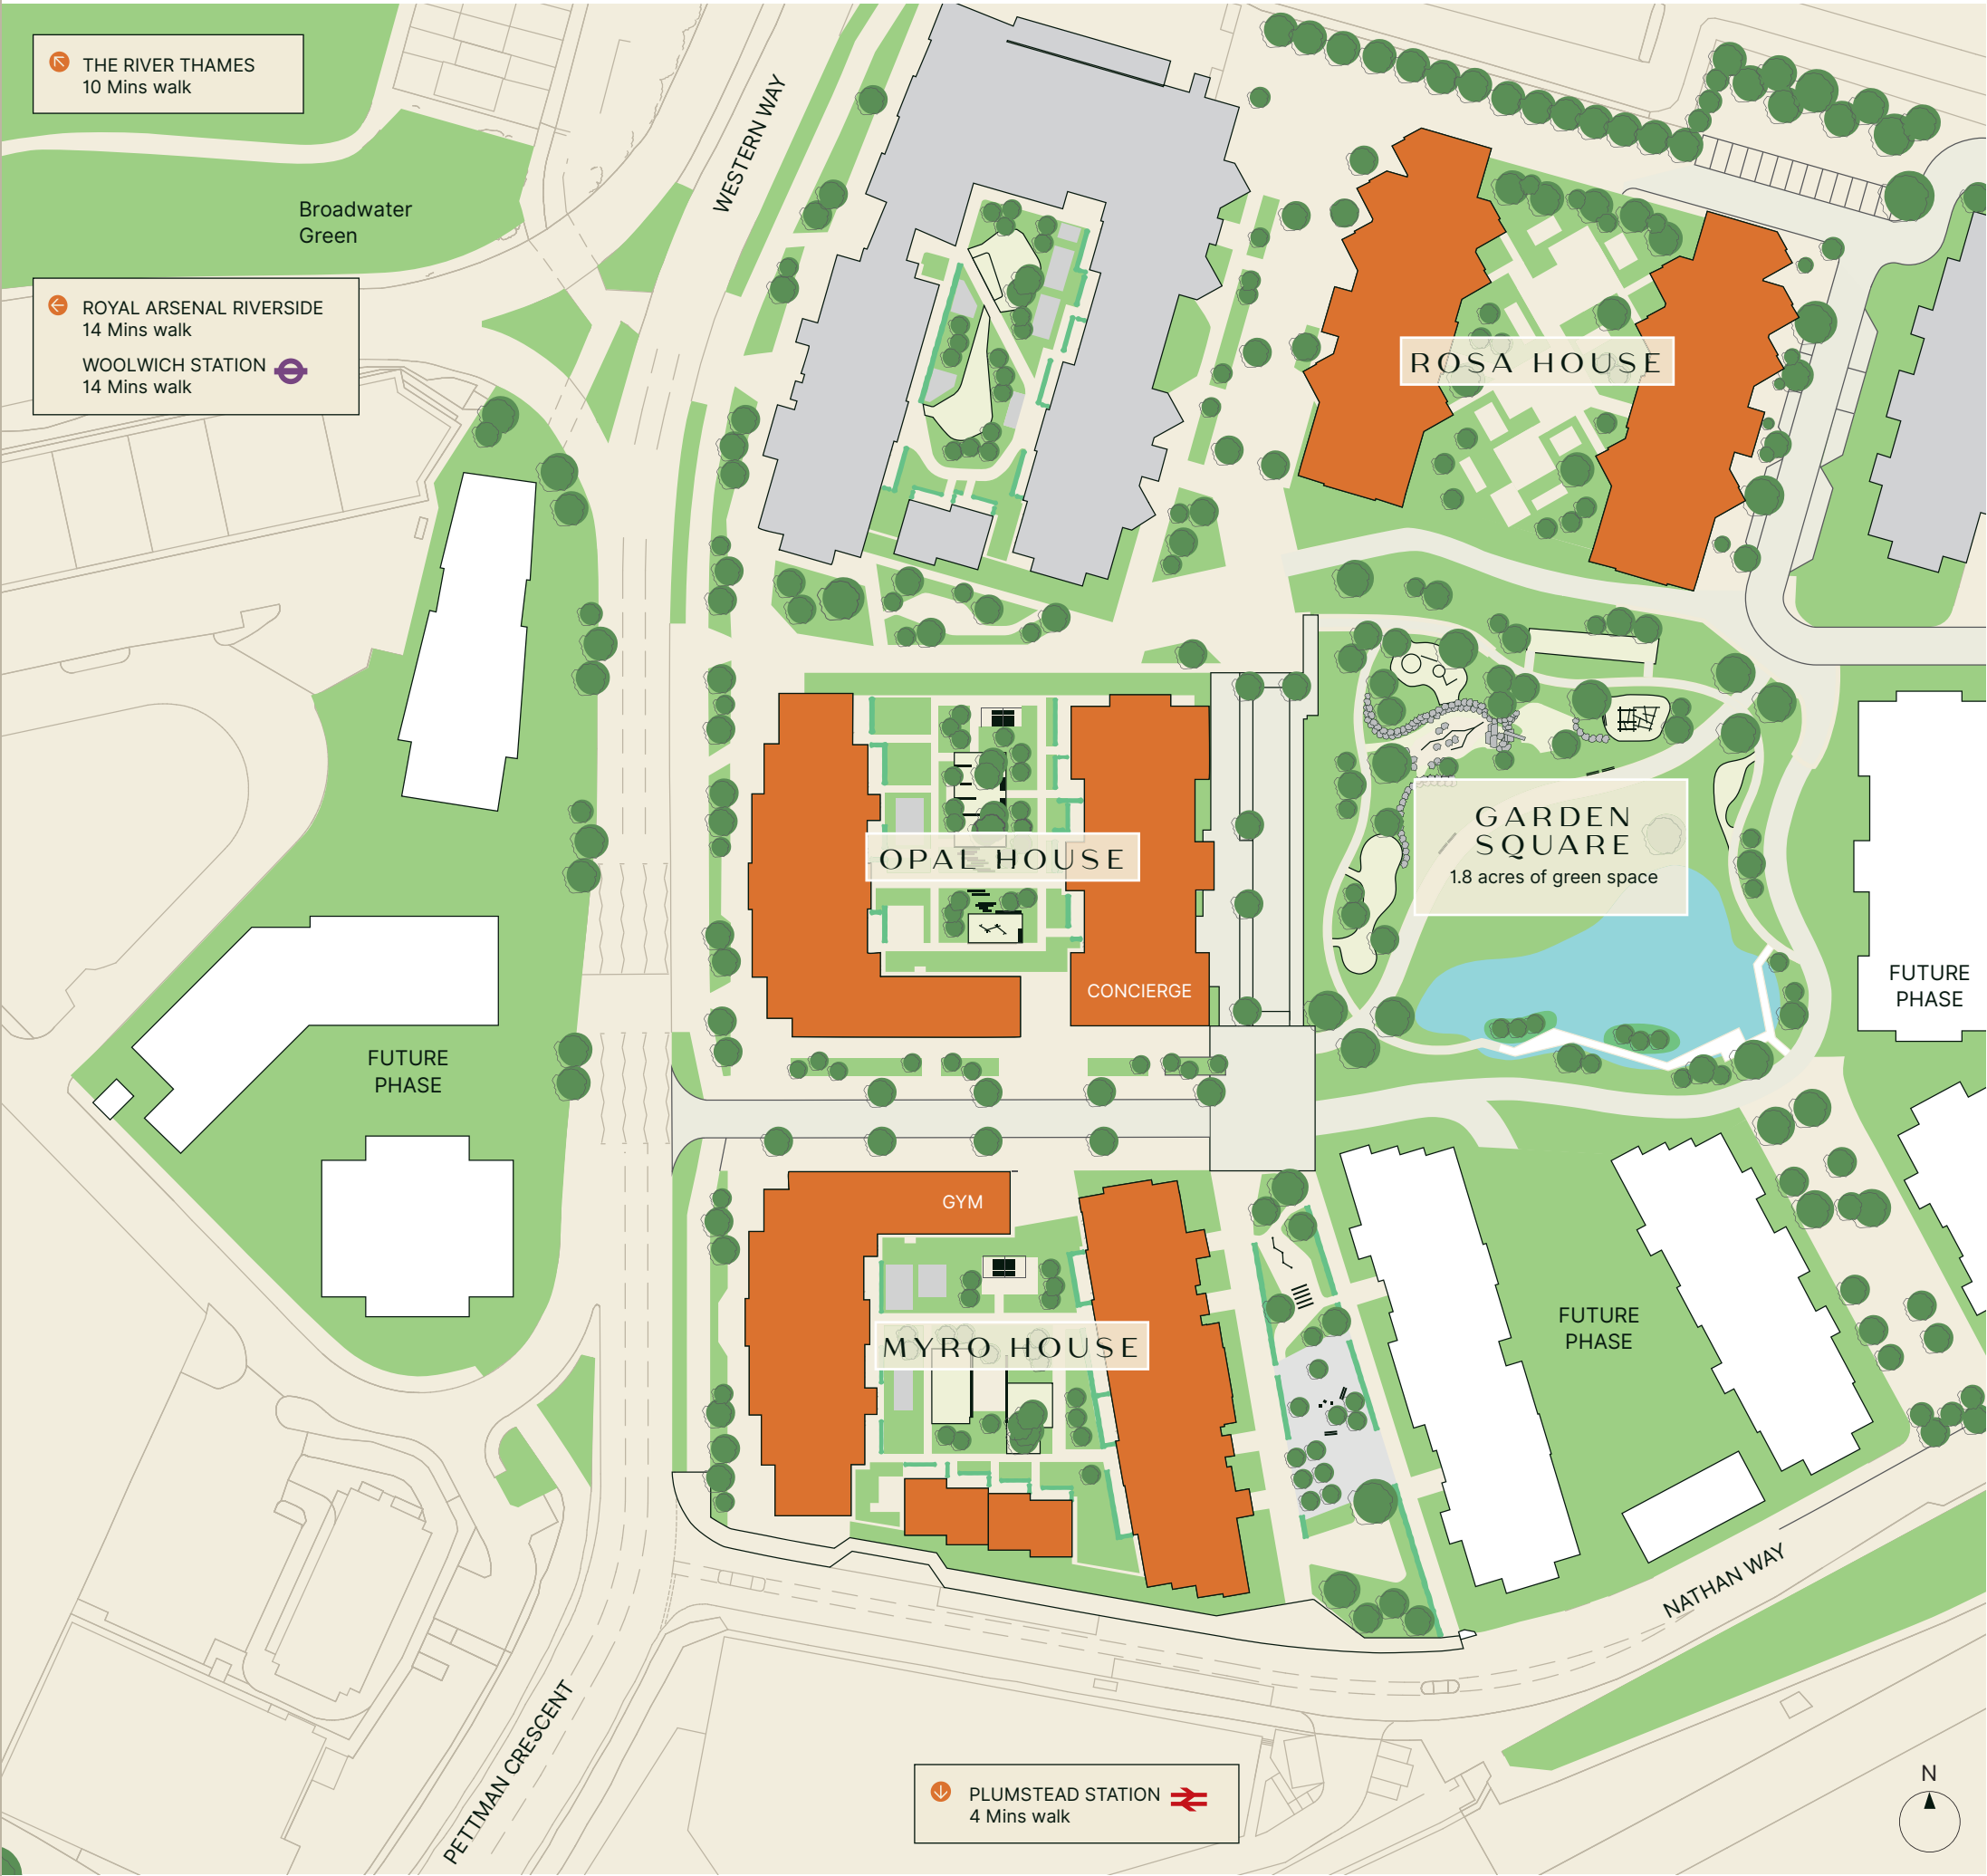 THE RIVER THAMES
10 Mins walk
WESTERN WAY
Broadwater
Green
ROYAL ARSENAL RIVERSIDE
14 Mins walk
WOOLWICH STATION
14 Mins walk
ROSA HOUSE
GARDEN
SQUARE
1.8 acres of green space
OPAL HOUSE
CONCIERGE
FUTURE
PHASE
FUTURE
PHASE
GYM
MYRO HOUSE
FUTURE
PHASE
NATHAN WAY
PETTMAN CRESCENT
PLUMSTEAD STATION
4 Mins walk
N